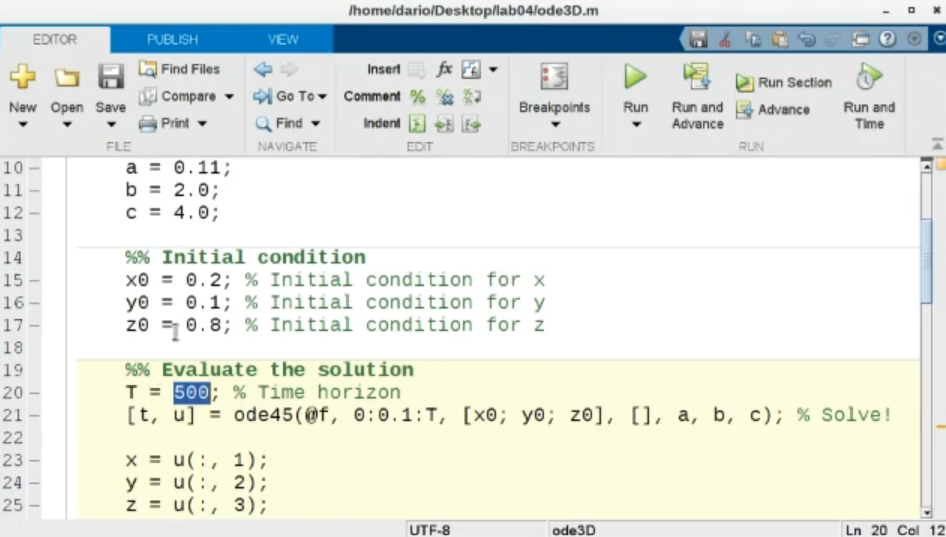 /home/dario/Desktop/lab04/ode3D.m
EDITOR PUBLISH VIEW
New Open Save
Find Files
Compare
Print
Go To
Find
Insert
Comment
Indent
Breakpoints
Run
Run and Advance
Run Section
Advance
Run and Time
FILE NAVIGATE EDIT BREAKPOINTS RUN
10 a = 0.11;
11 b = 2.0;
12 c = 4.0;
13
14 %% Initial condition
15 x0 = 0.2; % Initial condition for x
16 y0 = 0.1; % Initial condition for y
17 z0 = 0.8; % Initial condition for z
18
19 %% Evaluate the solution
20 T = 500; % Time horizon
21 [t, u] = ode45(@f, 0:0.1:T, [x0; y0; z0], [], a, b, c); % Solve!
22
23 x = u(:, 1);
24 y = u(:, 2);
25 z = u(:, 3);
UTF-8 ode3D Ln 20 Col 12